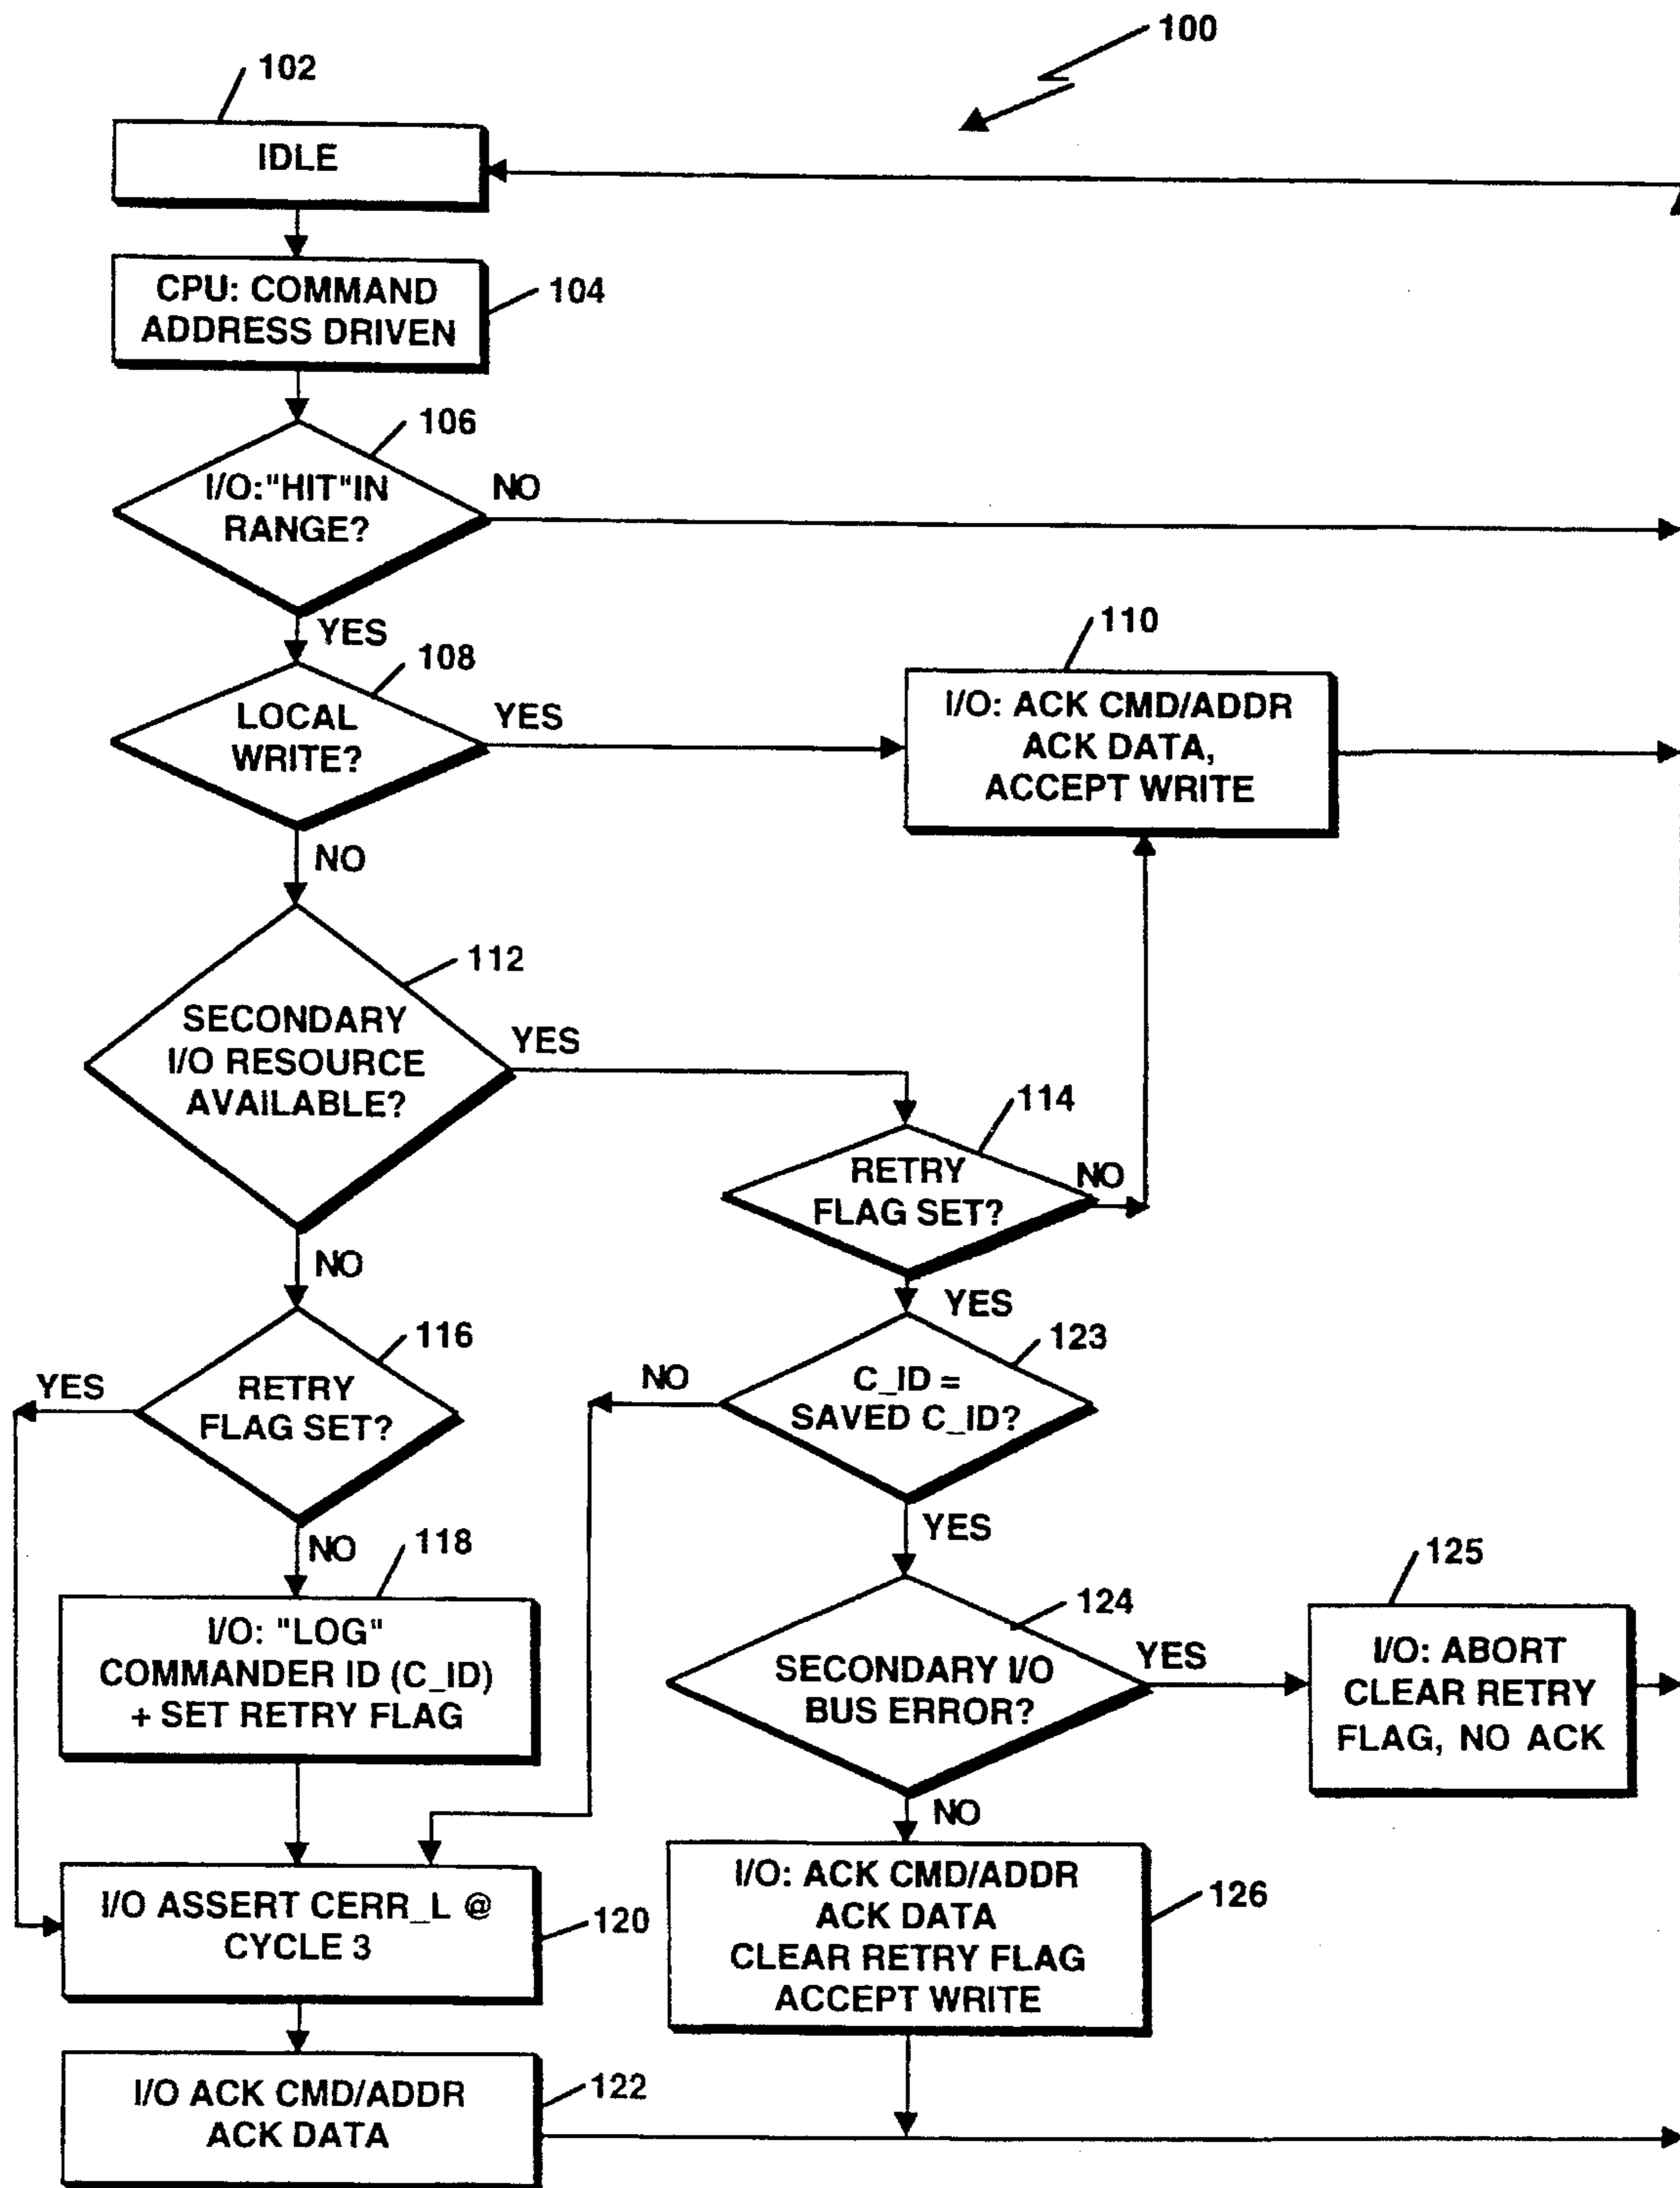 100
102
IDLE
CPU: COMMAND
ADDRESS DRIVEN
104
106
I/O:"HIT"IN
RANGE?
NO
YES
108
LOCAL
WRITE?
YES
110
I/O: ACK CMD/ADDR
ACK DATA,
ACCEPT WRITE
NO
112
SECONDARY
I/O RESOURCE
AVAILABLE?
YES
114
RETRY
FLAG SET?
NO
NO
YES
116
RETRY
FLAG SET?
YES
123
C_ID =
SAVED C_ID?
NO
NO
118
YES
I/O: "LOG"
COMMANDER ID (C_ID)
+ SET RETRY FLAG
124
SECONDARY I/O
BUS ERROR?
YES
125
I/O: ABORT
CLEAR RETRY
FLAG, NO ACK
NO
I/O ASSERT CERR_L @
CYCLE 3
120
I/O: ACK CMD/ADDR
ACK DATA
CLEAR RETRY FLAG
ACCEPT WRITE
126
I/O ACK CMD/ADDR
ACK DATA
122